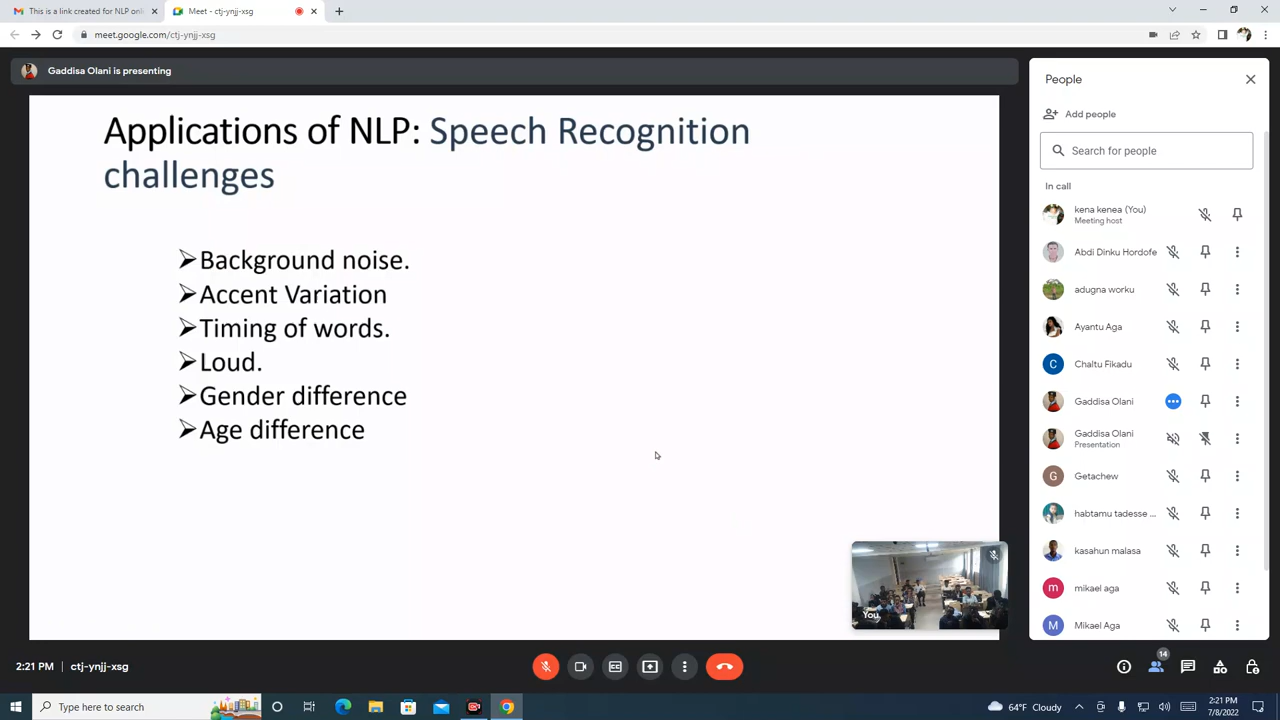 This is a link created for NLP onli
Meet - ctj-ynjj-xsg
meet.google.com/ctj-ynjj-xsg
Gaddisa Olani is presenting
Applications of NLP: Speech Recognition
challenges
➢Background noise.
➢Accent Variation
➢Timing of words.
➢Loud.
➢Gender difference
➢Age difference
You
People
Add people
Search for people
In call
kena kenea (You)
Meeting host
Abdi Dinku Hordofe
adugna worku
Ayantu Aga
C Chaltu Fikadu
Gaddisa Olani
Gaddisa Olani
Presentation
G Getachew
habtamu tadesse ...
kasahun malasa
m mikael aga
M Mikael Aga
2:21 PM | ctj-ynjj-xsg
14
Type here to search
64°F Cloudy
2:21 PM
7/8/2022